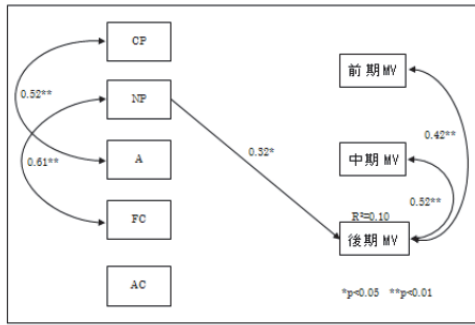 CP
前期 MV
NP
0.52**
0.42**
0.32*
A
中期 MV
0.61**
0.52**
FC
R²=0.10
後期 MV
AC
*p<0.05 **p<0.01